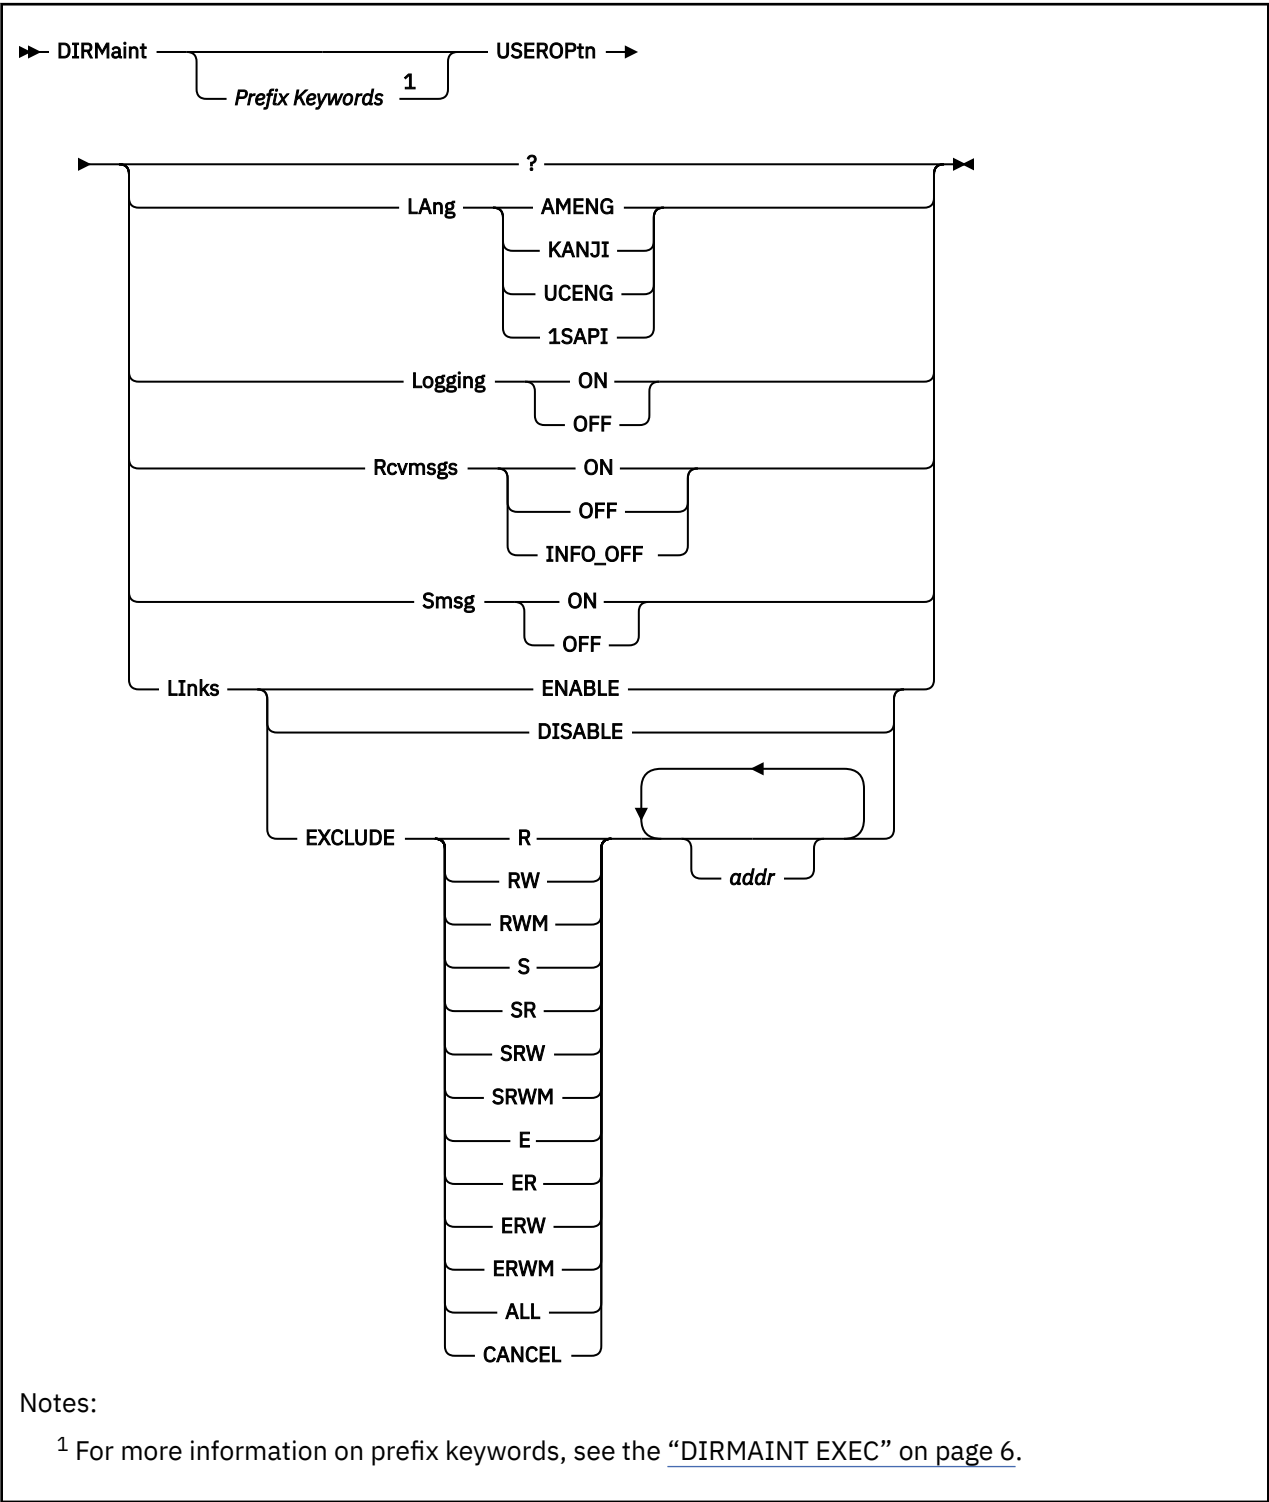 DIRMaint USEROPtn
Prefix Keywords 1
?
LAng AMENG
KANJI
UCENG
1SAPI
Logging ON
OFF
Rcvmsgs ON
OFF
INFO_OFF
Smsg ON
OFF
LInks ENABLE
DISABLE
EXCLUDE R
addr
RW
RWM
S
SR
SRW
SRWM
E
ER
ERW
ERWM
ALL
CANCEL
Notes:
1 For more information on prefix keywords, see the “DIRMAINT EXEC” on page 6.